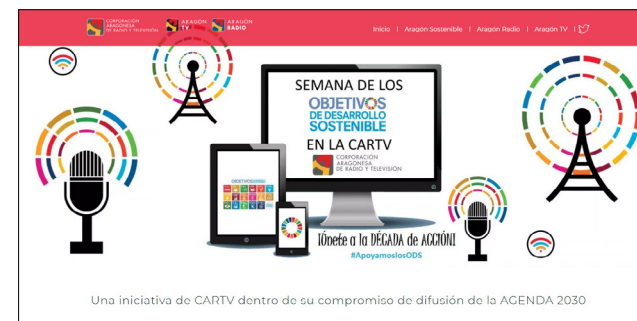 CORPORACIÓN
ARAGONESA
DE RADIO Y TELEVISIÓN
ARAGÓN
TV
ARAGÓN
RADIO
Inicio | Aragón Sostenible | Aragón Radio | Aragón TV |
SEMANA DE LOS
OBJETIVOS
DE DESARROLLO
SOSTENIBLE
EN LA CARTV
CORPORACIÓN
ARAGONESA
DE RADIO Y TELEVISIÓN
¡Únete a la DÉCADA de ACCIÓN!
#ApoyamoslosODS
Una iniciativa de CARTV dentro de su compromiso de difusión de la AGENDA 2030